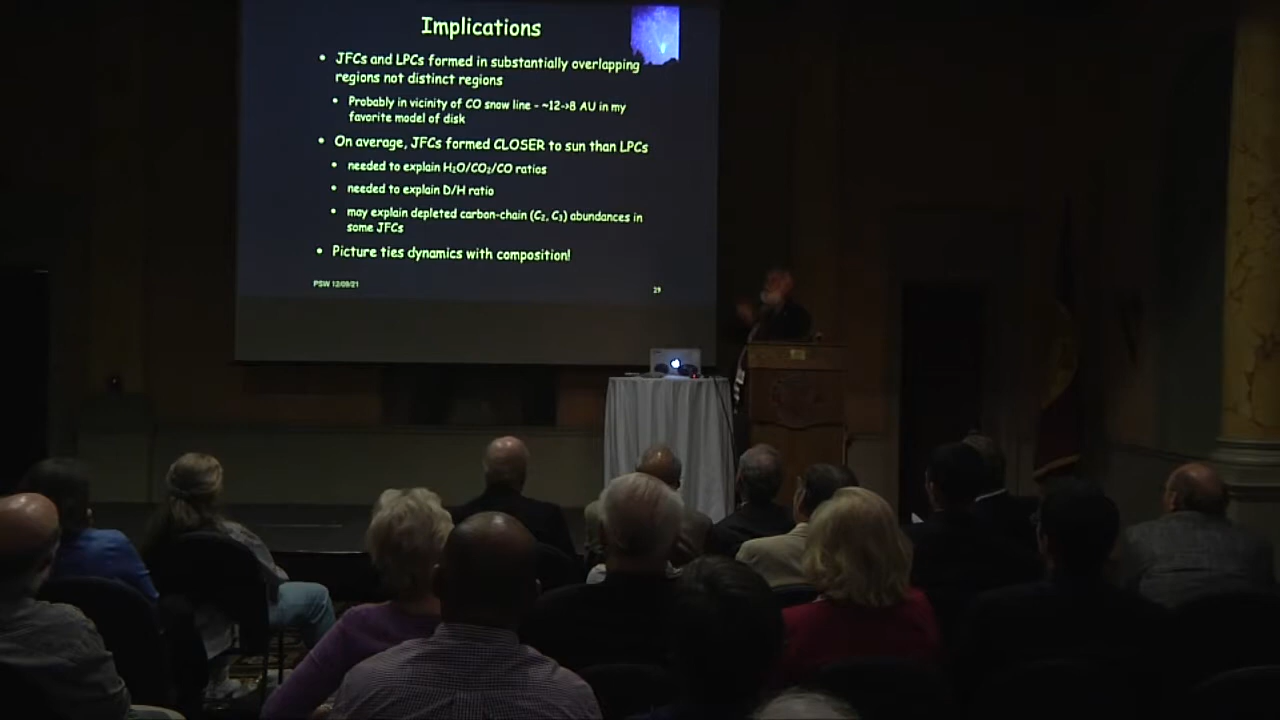 Implications
• JFCs and LPCs formed in substantially overlapping
regions not distinct regions
• Probably in vicinity of CO snow line - ~12->8 AU in my
favorite model of disk
• On average, JFCs formed CLOSER to sun than LPCs
• needed to explain H₂O/CO₂/CO ratios
• needed to explain D/H ratio
• may explain depleted carbon-chain (C₂, C₃) abundances in
some JFCs
• Picture ties dynamics with composition!
PSW 12/09/21
29